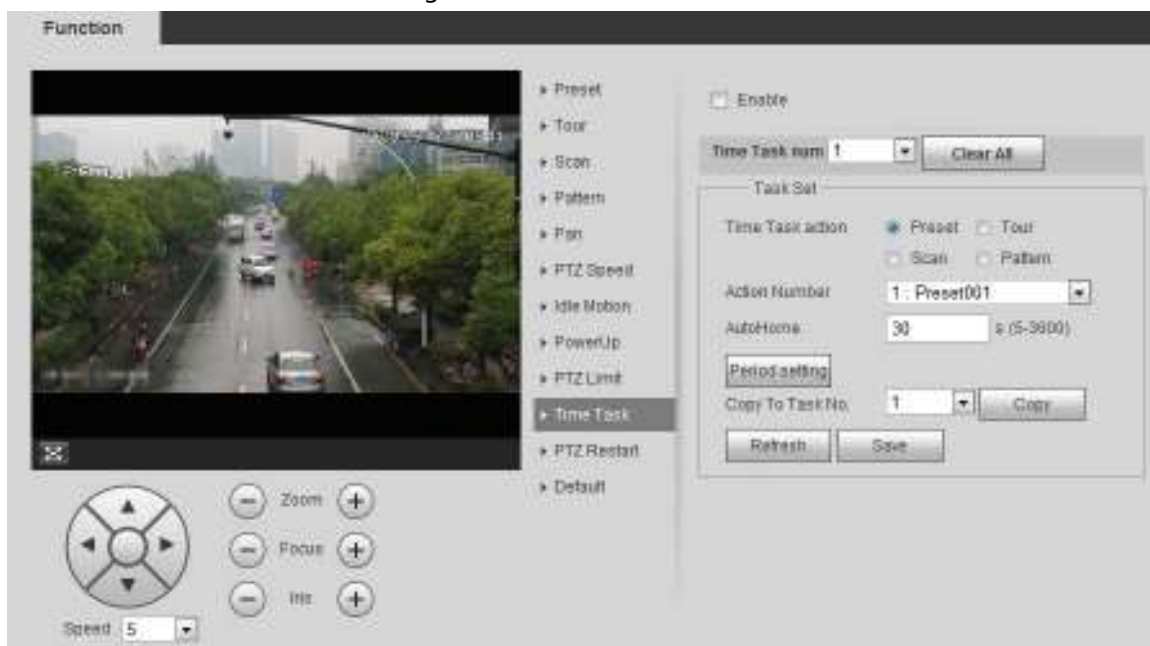 Function
Preset
Tour
Scan
Pattern
Pan
PTZ Speed
Idle Motion
PowerUp
PTZ Limit
Time Task
PTZ Restart
Default
Enable
Time Task num 1 Clear All
Task Set
Time Task action Preset Tour
Scan Pattern
Action Number 1 : Preset001
AutoHome 30 s (5-3600)
Period setting
Copy To Task No. 1 Copy
Refresh Save
Zoom
Focus
Iris
Speed 5